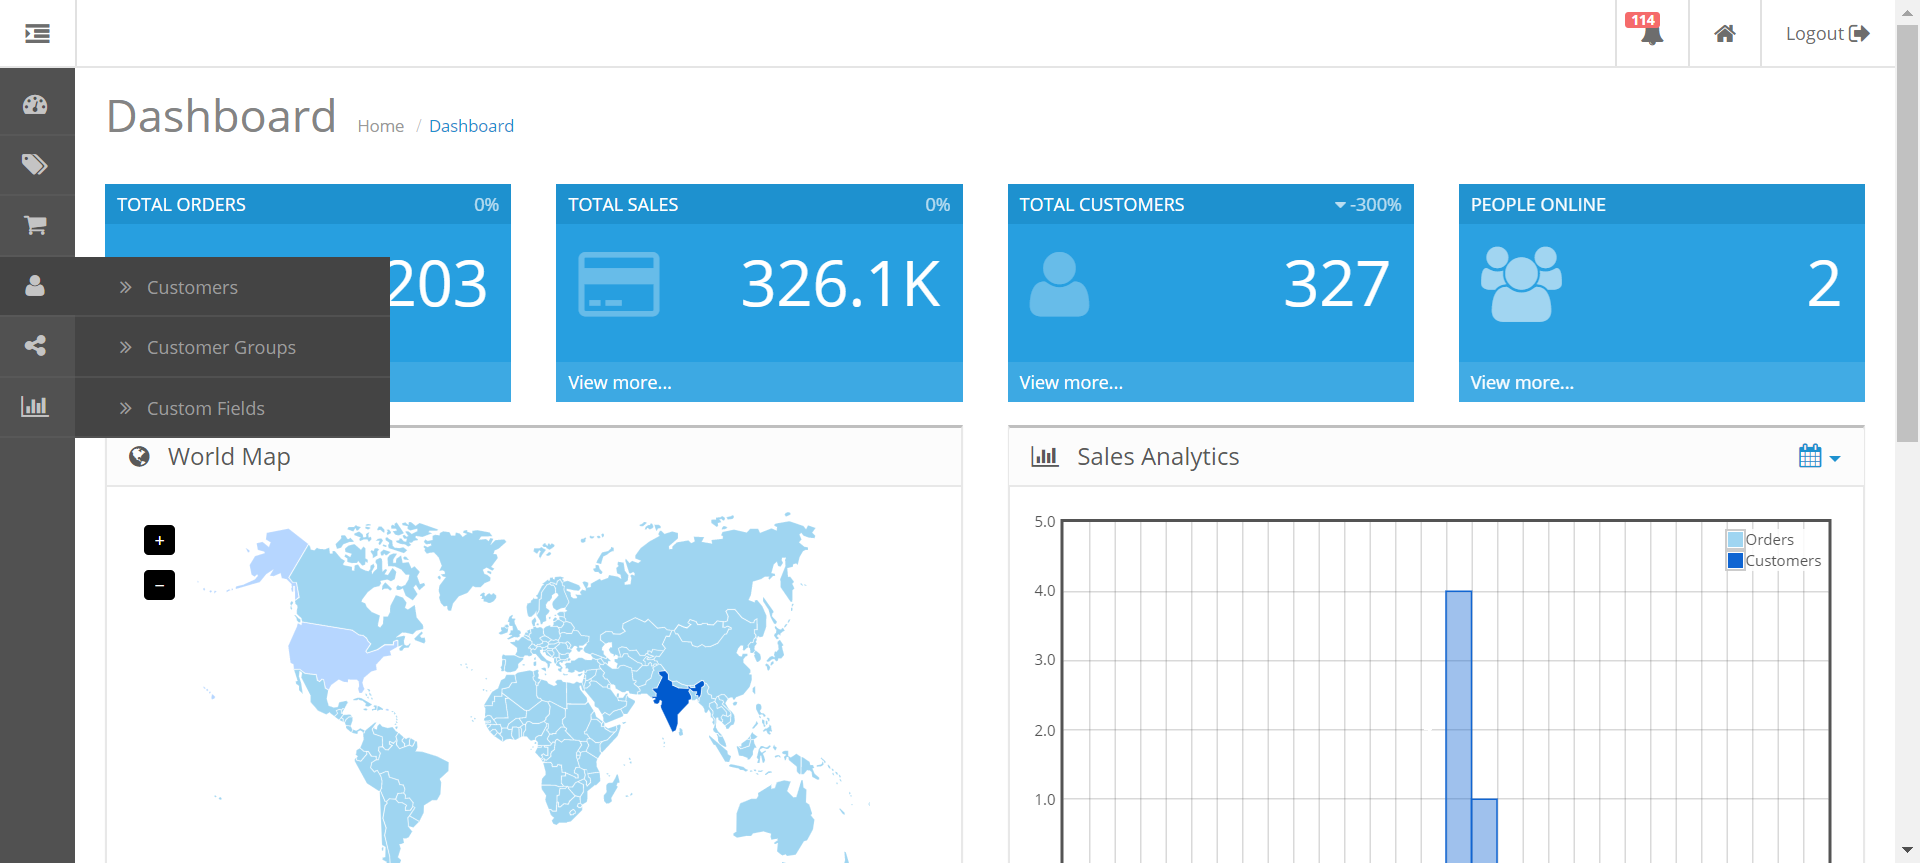 114
Logout
Dashboard
Home / Dashboard
TOTAL ORDERS 0%
203
TOTAL SALES 0%
326.1K
View more...
TOTAL CUSTOMERS -300%
327
View more...
PEOPLE ONLINE
2
View more...
» Customers
» Customer Groups
» Custom Fields
World Map
+
−
Sales Analytics
5.0
4.0
3.0
2.0
1.0
Orders
Customers